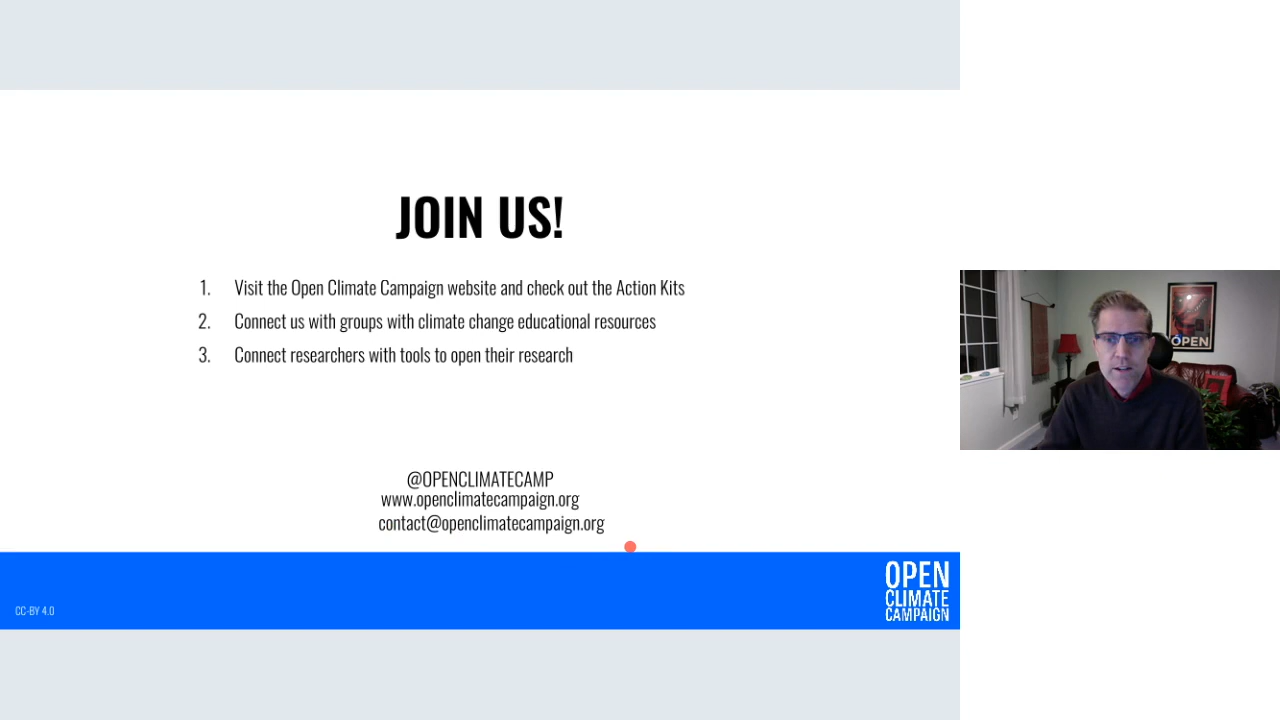 JOIN US!
1. Visit the Open Climate Campaign website and check out the Action Kits
2. Connect us with groups with climate change educational resources
3. Connect researchers with tools to open their research
@OPENCLIMATECAMP
www.openclimatecampaign.org
contact@openclimatecampaign.org
CC-BY 4.0
OPEN
CLIMATE
CAMPAIGN
OPEN